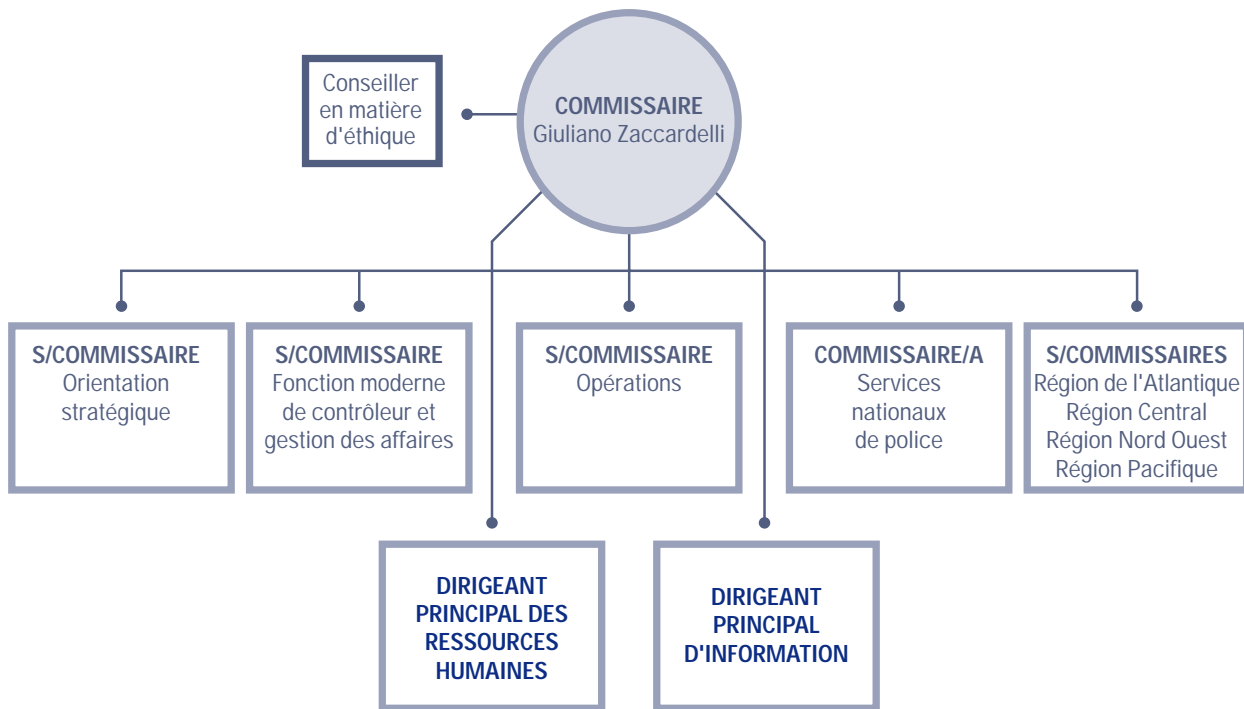 Conseiller
en matière
d'éthique
COMMISSAIRE
Giuliano Zaccardelli
S/COMMISSAIRE
Orientation
stratégique
S/COMMISSAIRE
Fonction moderne
de contrôleur et
gestion des affaires
S/COMMISSAIRE
Opérations
COMMISSAIRE/A
Services
nationaux
de police
S/COMMISSAIRES
Région de l'Atlantique
Région Central
Région Nord Ouest
Région Pacifique
DIRIGEANT
PRINCIPAL DES
RESSOURCES
HUMAINES
DIRIGEANT
PRINCIPAL
D'INFORMATION